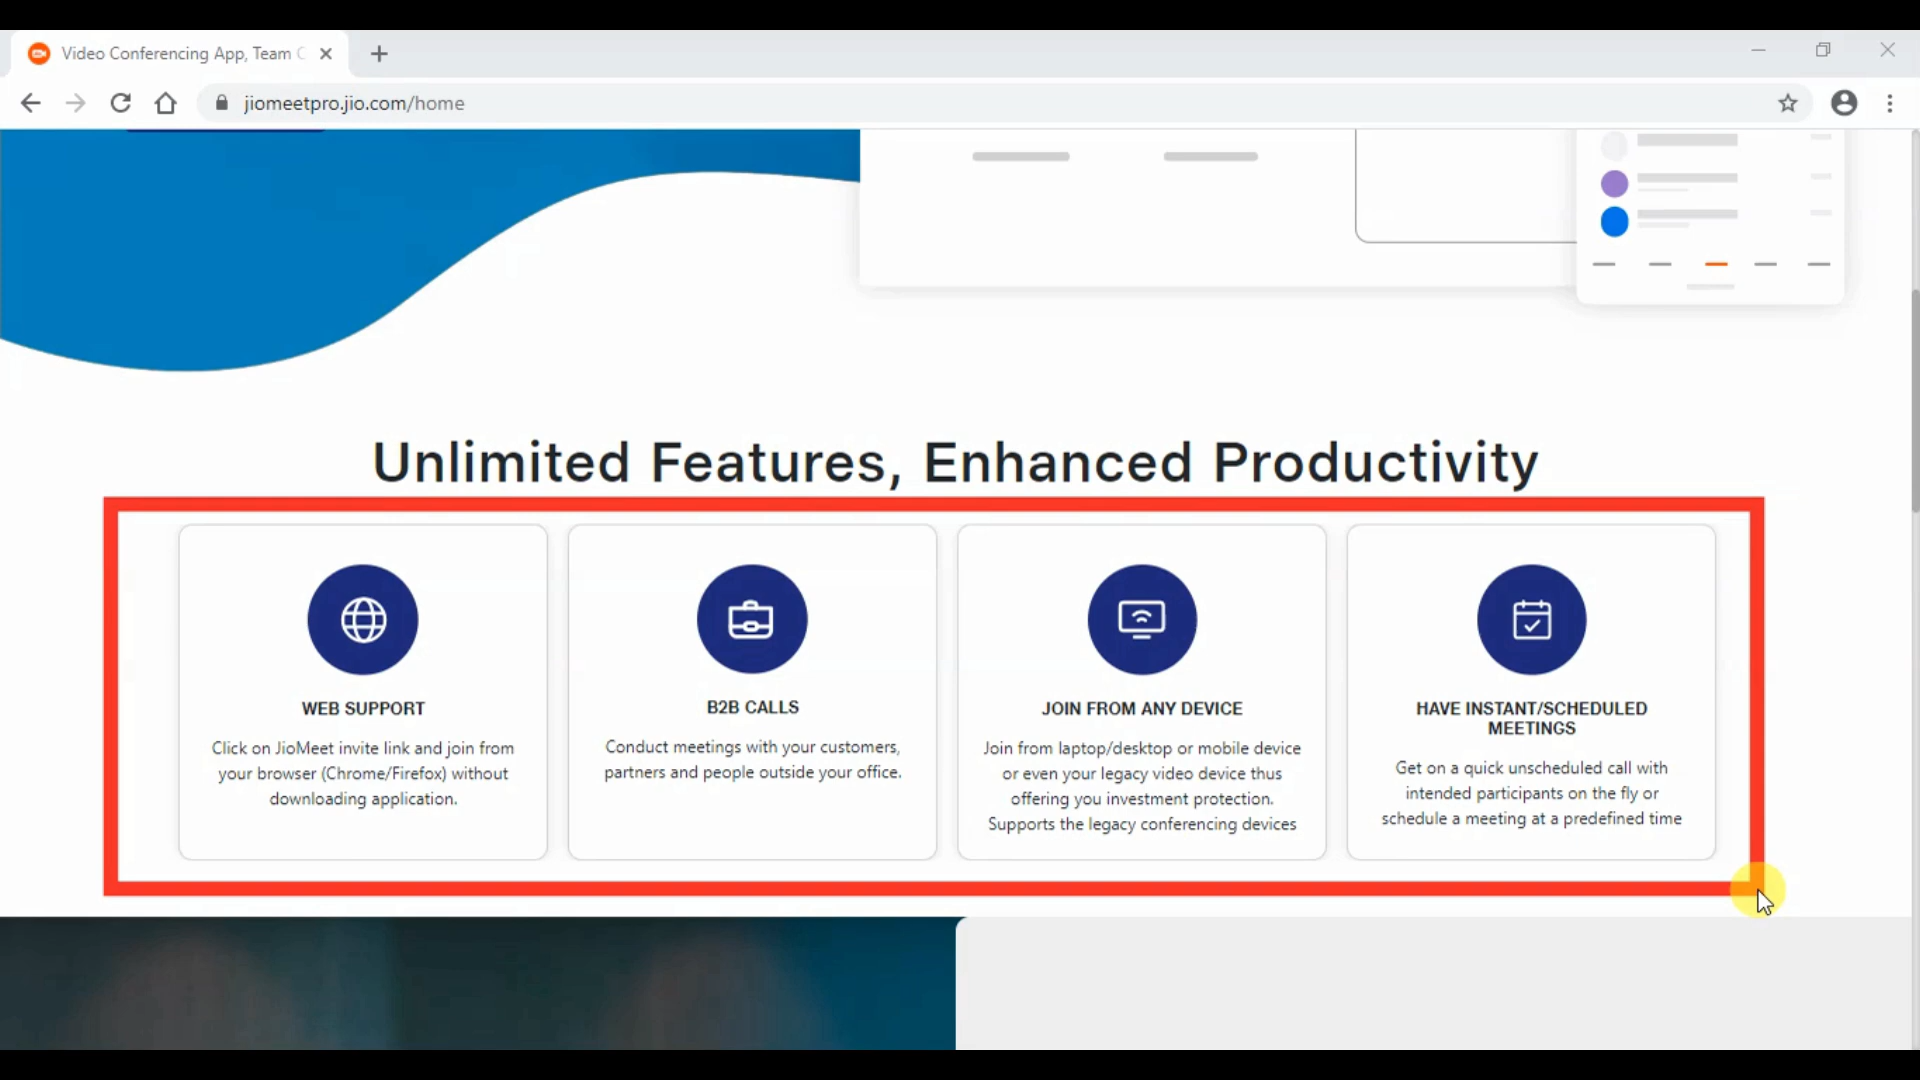 Video Conferencing App, Team
jiomeetpro.jio.com/home
Unlimited Features, Enhanced Productivity
WEB SUPPORT
Click on JioMeet invite link and join from
your browser (Chrome/Firefox) without
downloading application.
B2B CALLS
Conduct meetings with your customers,
partners and people outside your office.
JOIN FROM ANY DEVICE
Join from laptop/desktop or mobile device
or even your legacy video device thus
offering you investment protection.
Supports the legacy conferencing devices
HAVE INSTANT/SCHEDULED
MEETINGS
Get on a quick unscheduled call with
intended participants on the fly or
schedule a meeting at a predefined time